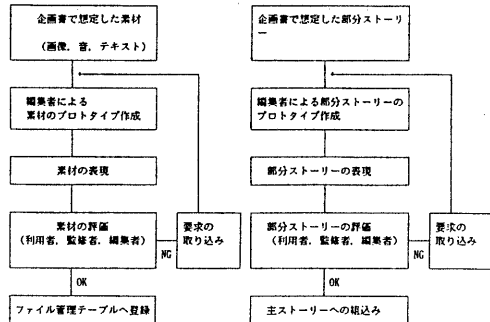 企画書で想定した素材
(画像, 音, テキスト)
編集者による
素材のプロトタイプ作成
素材の表現
素材の評価
(利用者, 監修者, 編集者)
NG
要求の
取り込み
OK
ファイル管理テーブルへ登録
企画書で想定した部分ストーリ
ー
編集者による部分ストーリーの
プロトタイプ作成
部分ストーリーの表現
部分ストーリーの評価
(利用者, 監修者, 編集者)
NG
要求の
取り込み
OK
主ストーリーへの組込み